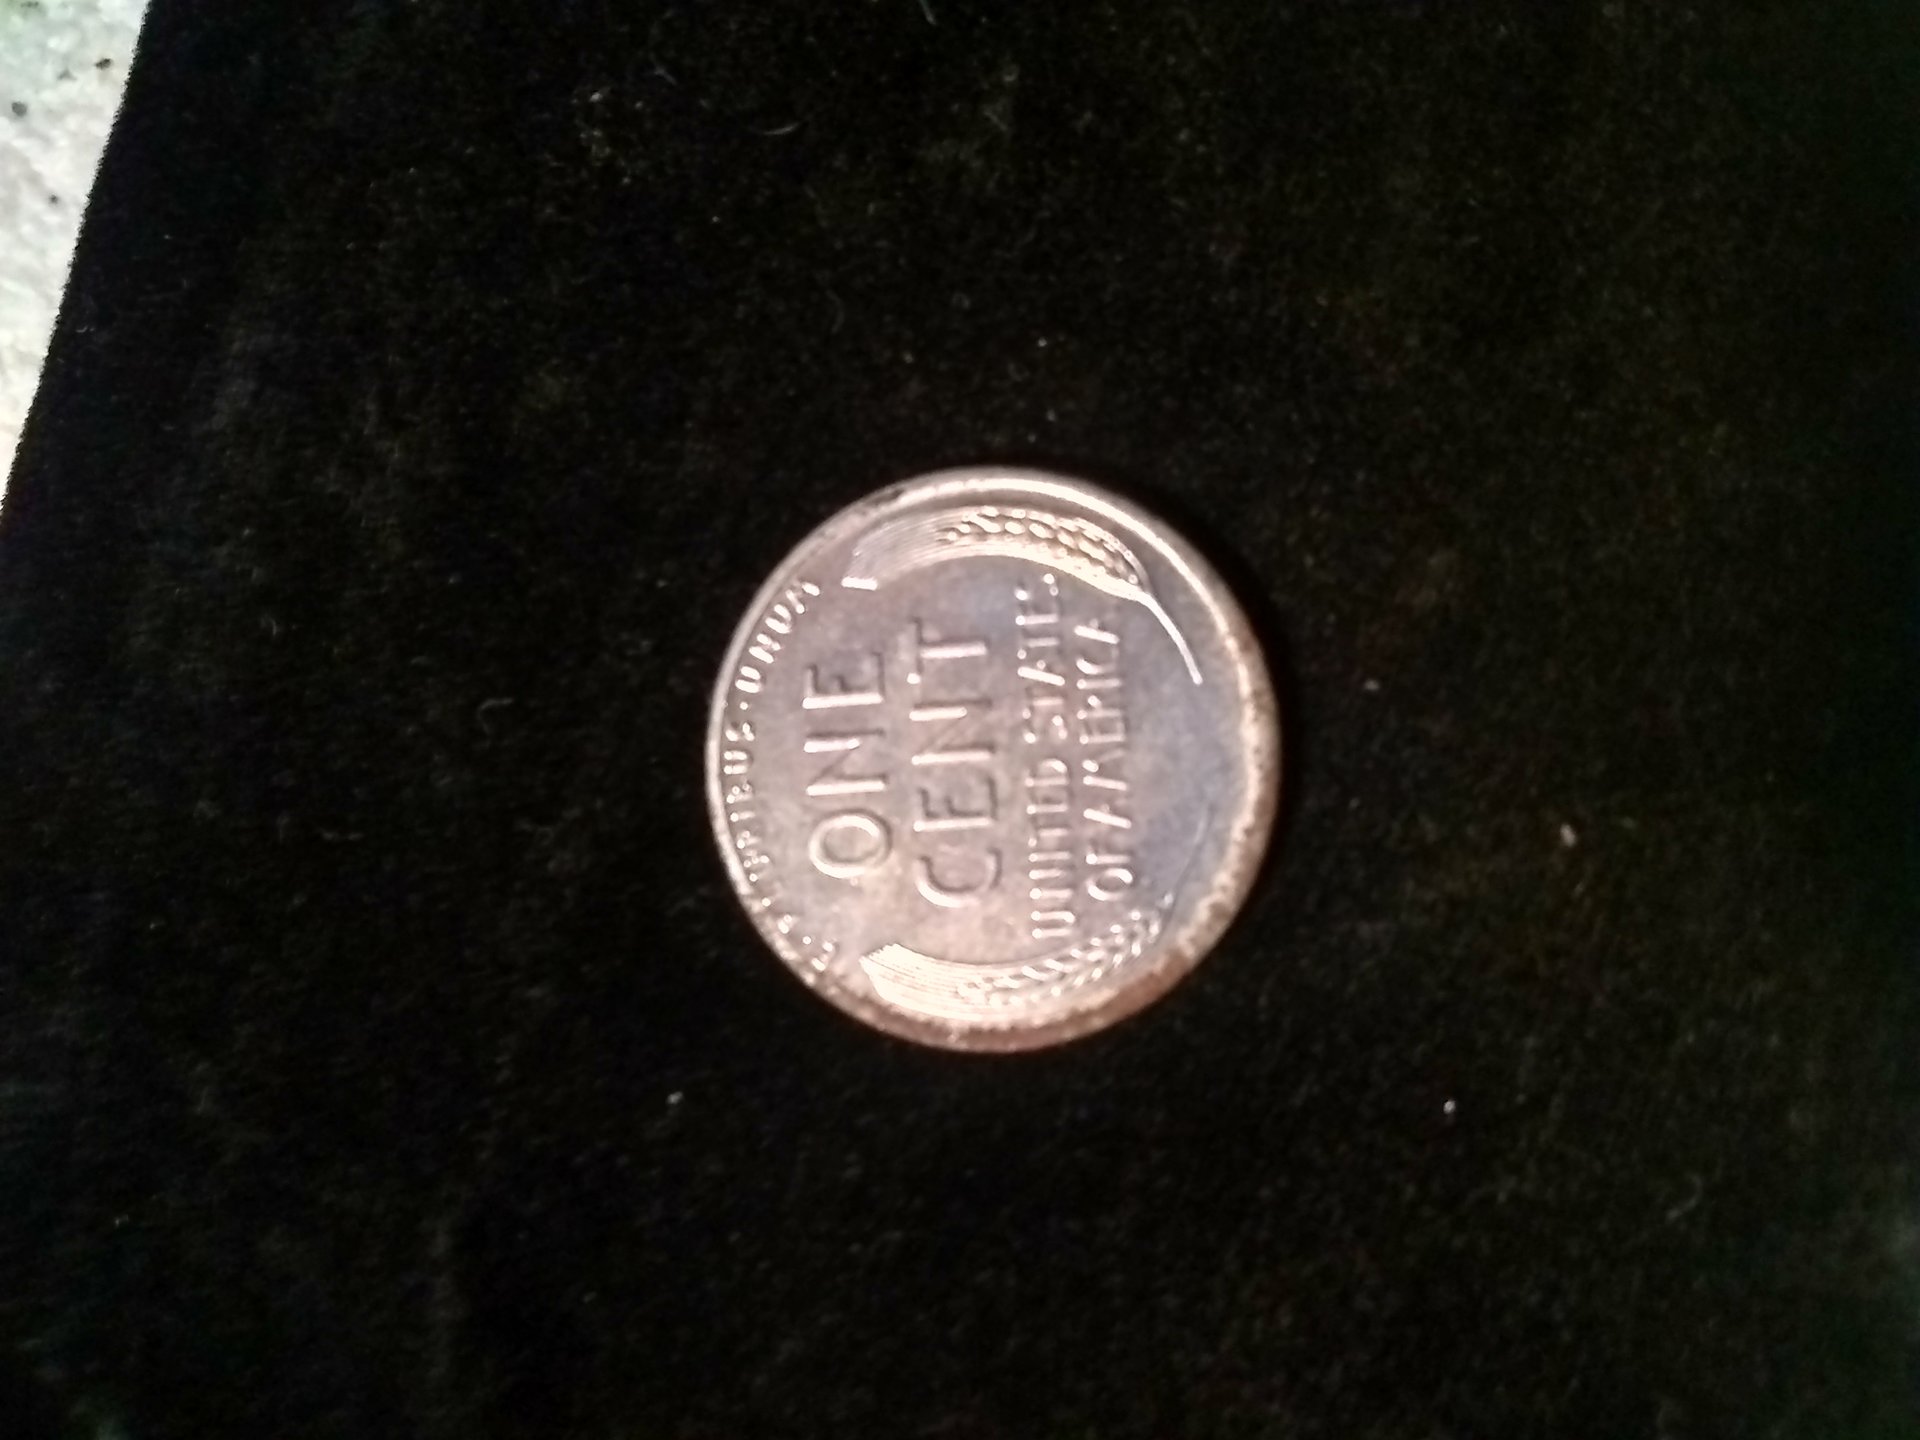 E·PLURIBUS·UNUM
ONE
CENT
UNITED STATES
OF AMERICA